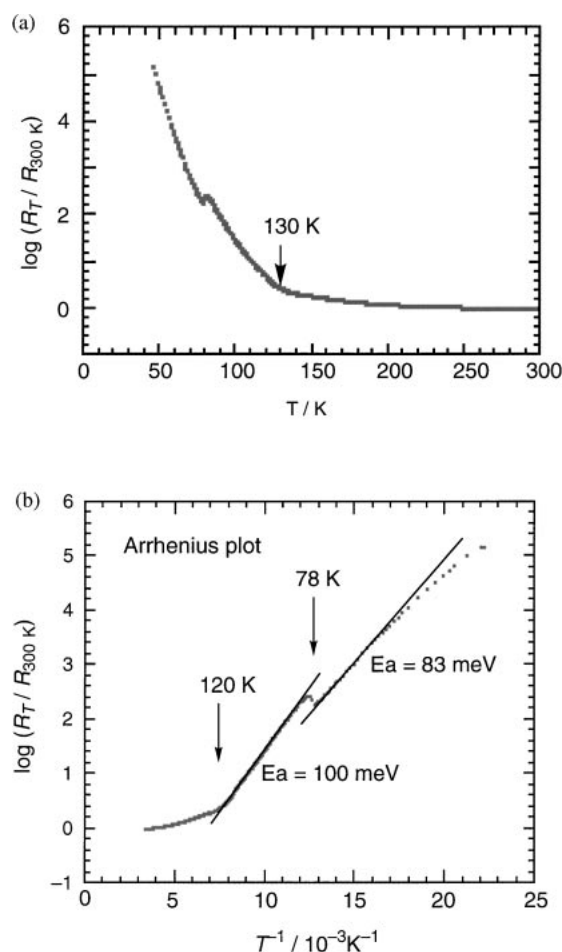 (a)
6
4
2
0
log (R_T / R_300 K)
130 K
0 50 100 150 200 250 300
T / K
(b)
6
5
4
3
2
1
0
−1
log (R_T / R_300 K)
Arrhenius plot
78 K
120 K
Ea = 83 meV
Ea = 100 meV
0 5 10 15 20 25
T⁻¹ / 10⁻³K⁻¹